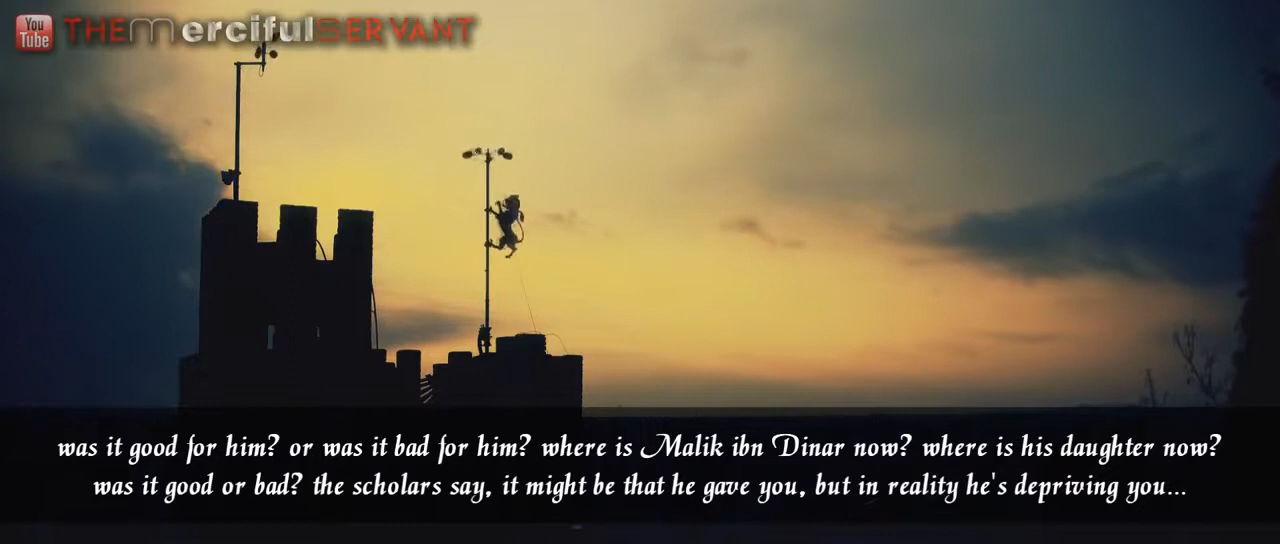 You
Tube
THEmercifulSERVANT
was it good for him? or was it bad for him? where is Malik ibn Dinar now? where is his daughter now?
was it good or bad? the scholars say, it might be that he gave you, but in reality he's depriving you...